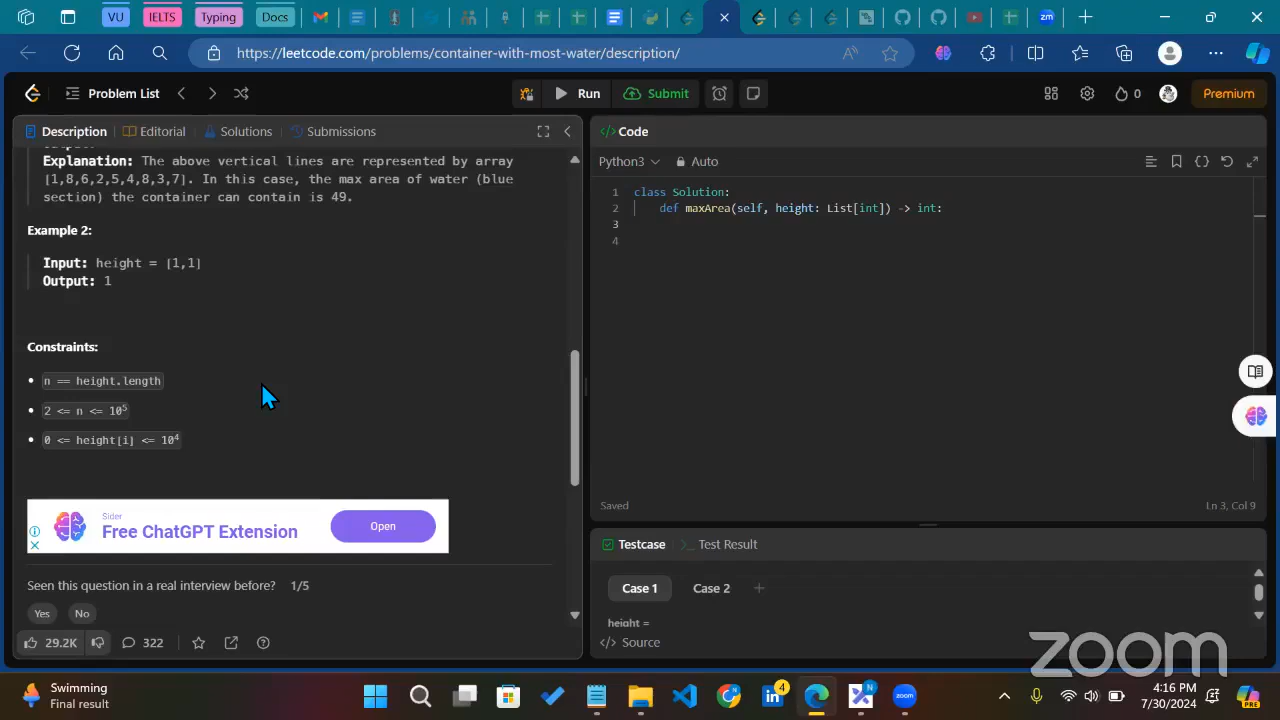 VU
IELTS
Typing
Docs
zm
https://leetcode.com/problems/container-with-most-water/description/
Problem List
Run
Submit
0
Premium
Description
Editorial
Solutions
Submissions
Explanation: The above vertical lines are represented by array
[1,8,6,2,5,4,8,3,7]. In this case, the max area of water (blue
section) the container can contain is 49.
Example 2:
Input: height = [1,1]
Output: 1
Constraints:
n == height.length
2 <= n <= 10⁵
0 <= height[i] <= 10⁴
Sider
Free ChatGPT Extension
Open
Seen this question in a real interview before? 1/5
Yes
No
29.2K
322
</> Code
Python3
Auto
1 class Solution:
2 def maxArea(self, height: List[int]) -> int:
3
4
Saved
Ln 3, Col 9
Testcase
>_ Test Result
Case 1
Case 2
+
height =
</> Source
zoom
Swimming
Final result
4
N
zoom
4:16 PM
7/30/2024
PRE